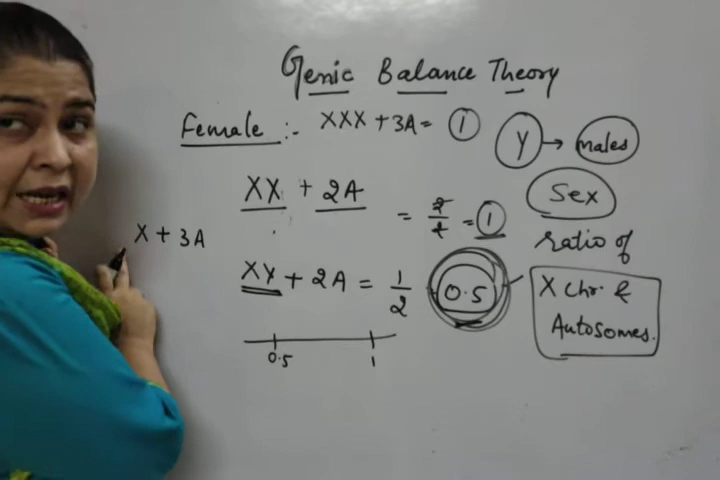 Genic Balance Theory
Female :- XXX + 3A = 1
Y → males
XX + 2A = 2/2 = 1
Sex
ratio of
X Chr. &
Autosomes.
X + 3A
XY + 2A = 1/2 0.5
0.5 1